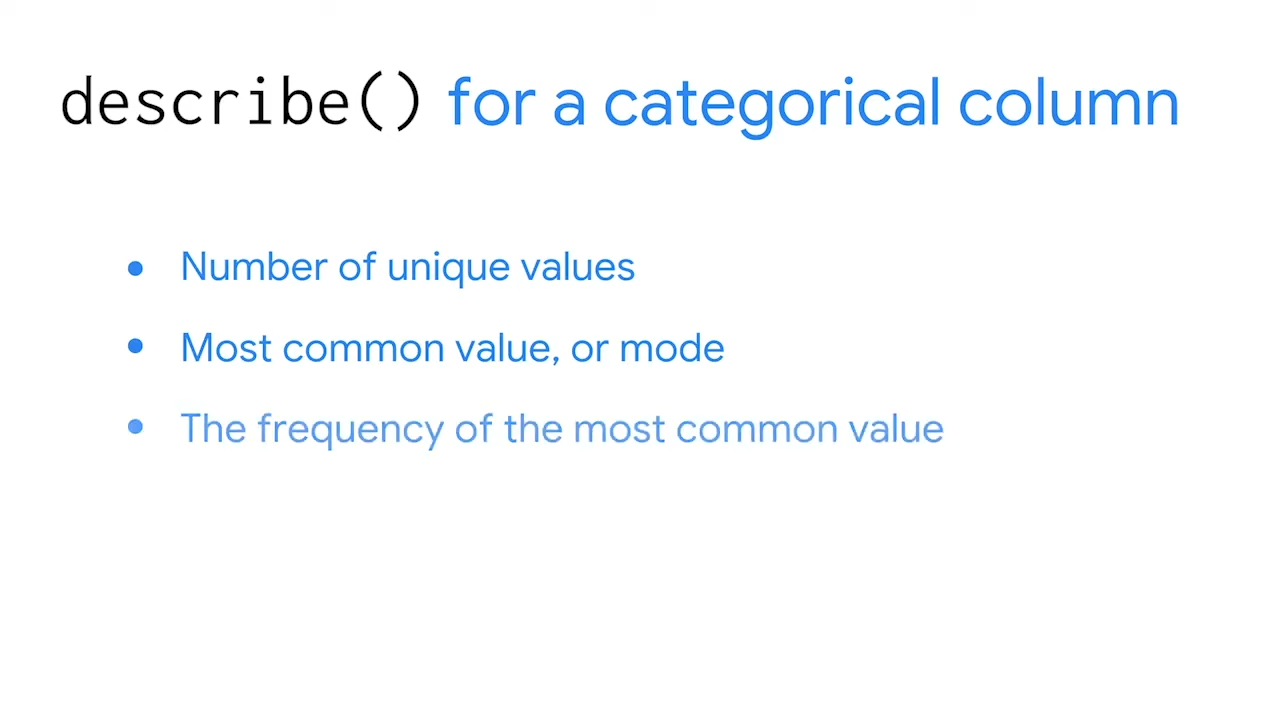 describe() for a categorical column
• Number of unique values
• Most common value, or mode
• The frequency of the most common value